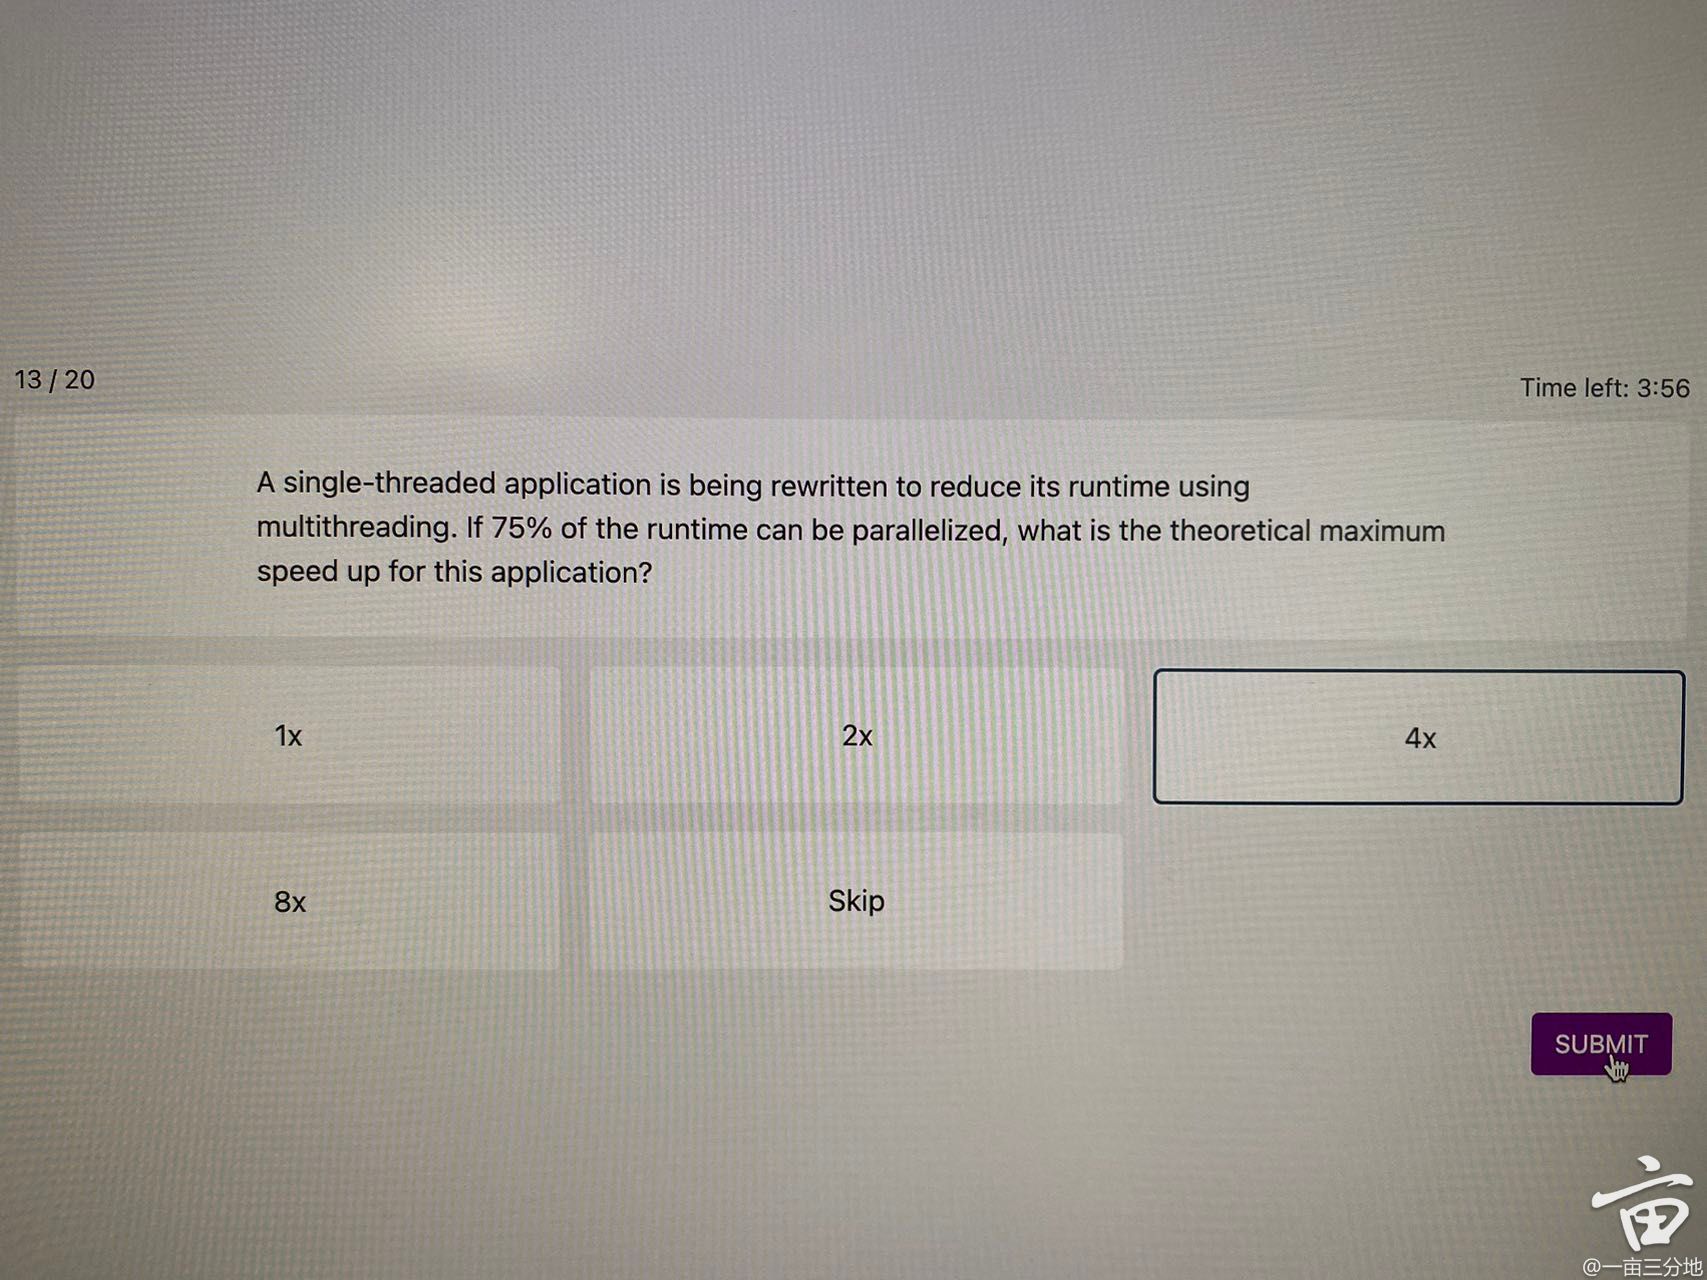 13 / 20
Time left: 3:56
A single-threaded application is being rewritten to reduce its runtime using
multithreading. If 75% of the runtime can be parallelized, what is the theoretical maximum
speed up for this application?
1x
2x
4x
8x
Skip
SUBMIT
亩
@一亩三分地